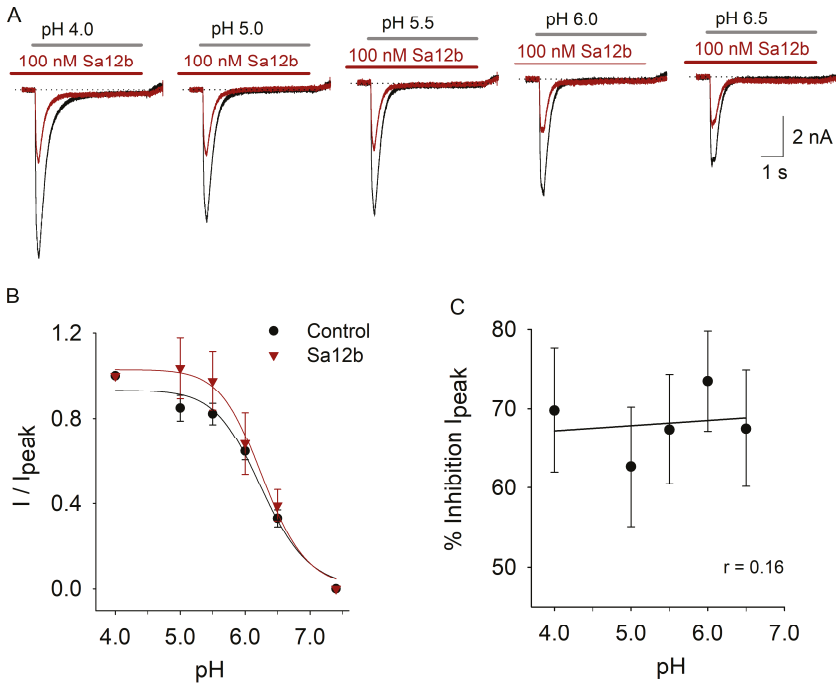 A
pH 4.0
pH 5.0
pH 5.5
pH 6.0
pH 6.5
100 nM Sa12b
100 nM Sa12b
100 nM Sa12b
100 nM Sa12b
100 nM Sa12b
2 nA
1 s
B
Control
Sa12b
1.2
0.8
0.4
0.0
I / Ipeak
4.0 5.0 6.0 7.0
pH
C
80
70
60
50
% Inhibition Ipeak
r = 0.16
4.0 5.0 6.0 7.0
pH